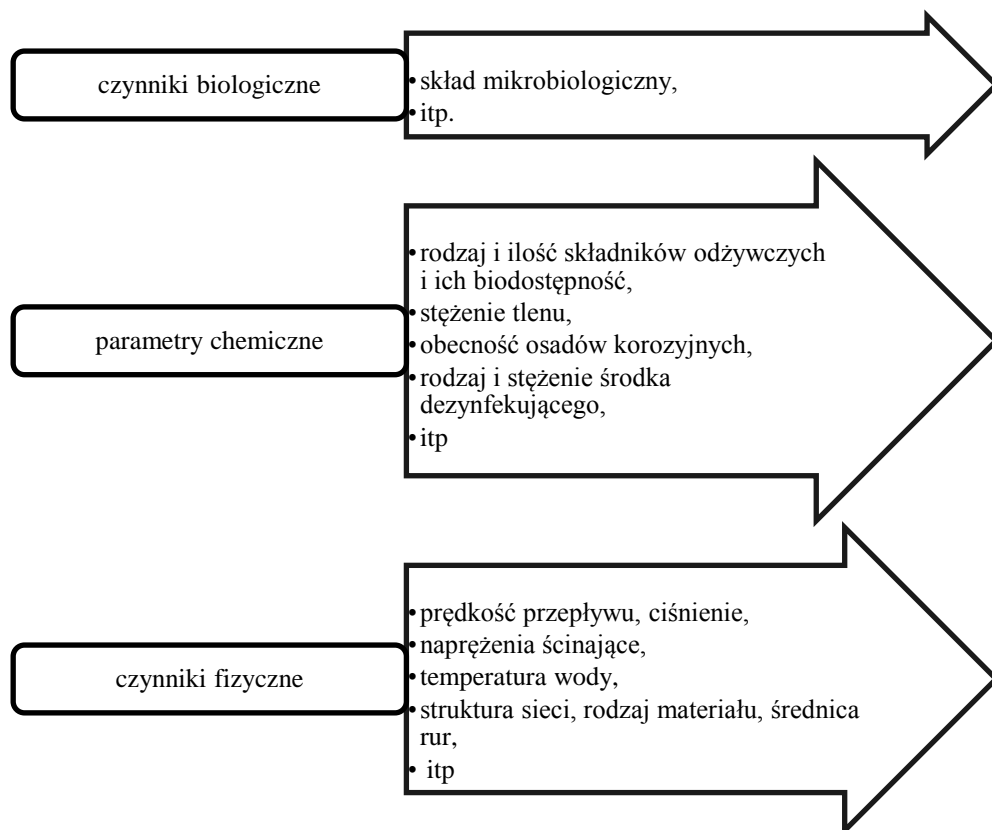 czynniki biologiczne
•skład mikrobiologiczny,
•itp.
parametry chemiczne
•rodzaj i ilość składników odżywczych
i ich biodostępność,
•stężenie tlenu,
•obecność osadów korozyjnych,
•rodzaj i stężenie środka
dezynfekującego,
•itp
czynniki fizyczne
•prędkość przepływu, ciśnienie,
•naprężenia ścinające,
•temperatura wody,
•struktura sieci, rodzaj materiału, średnica
rur,
• itp